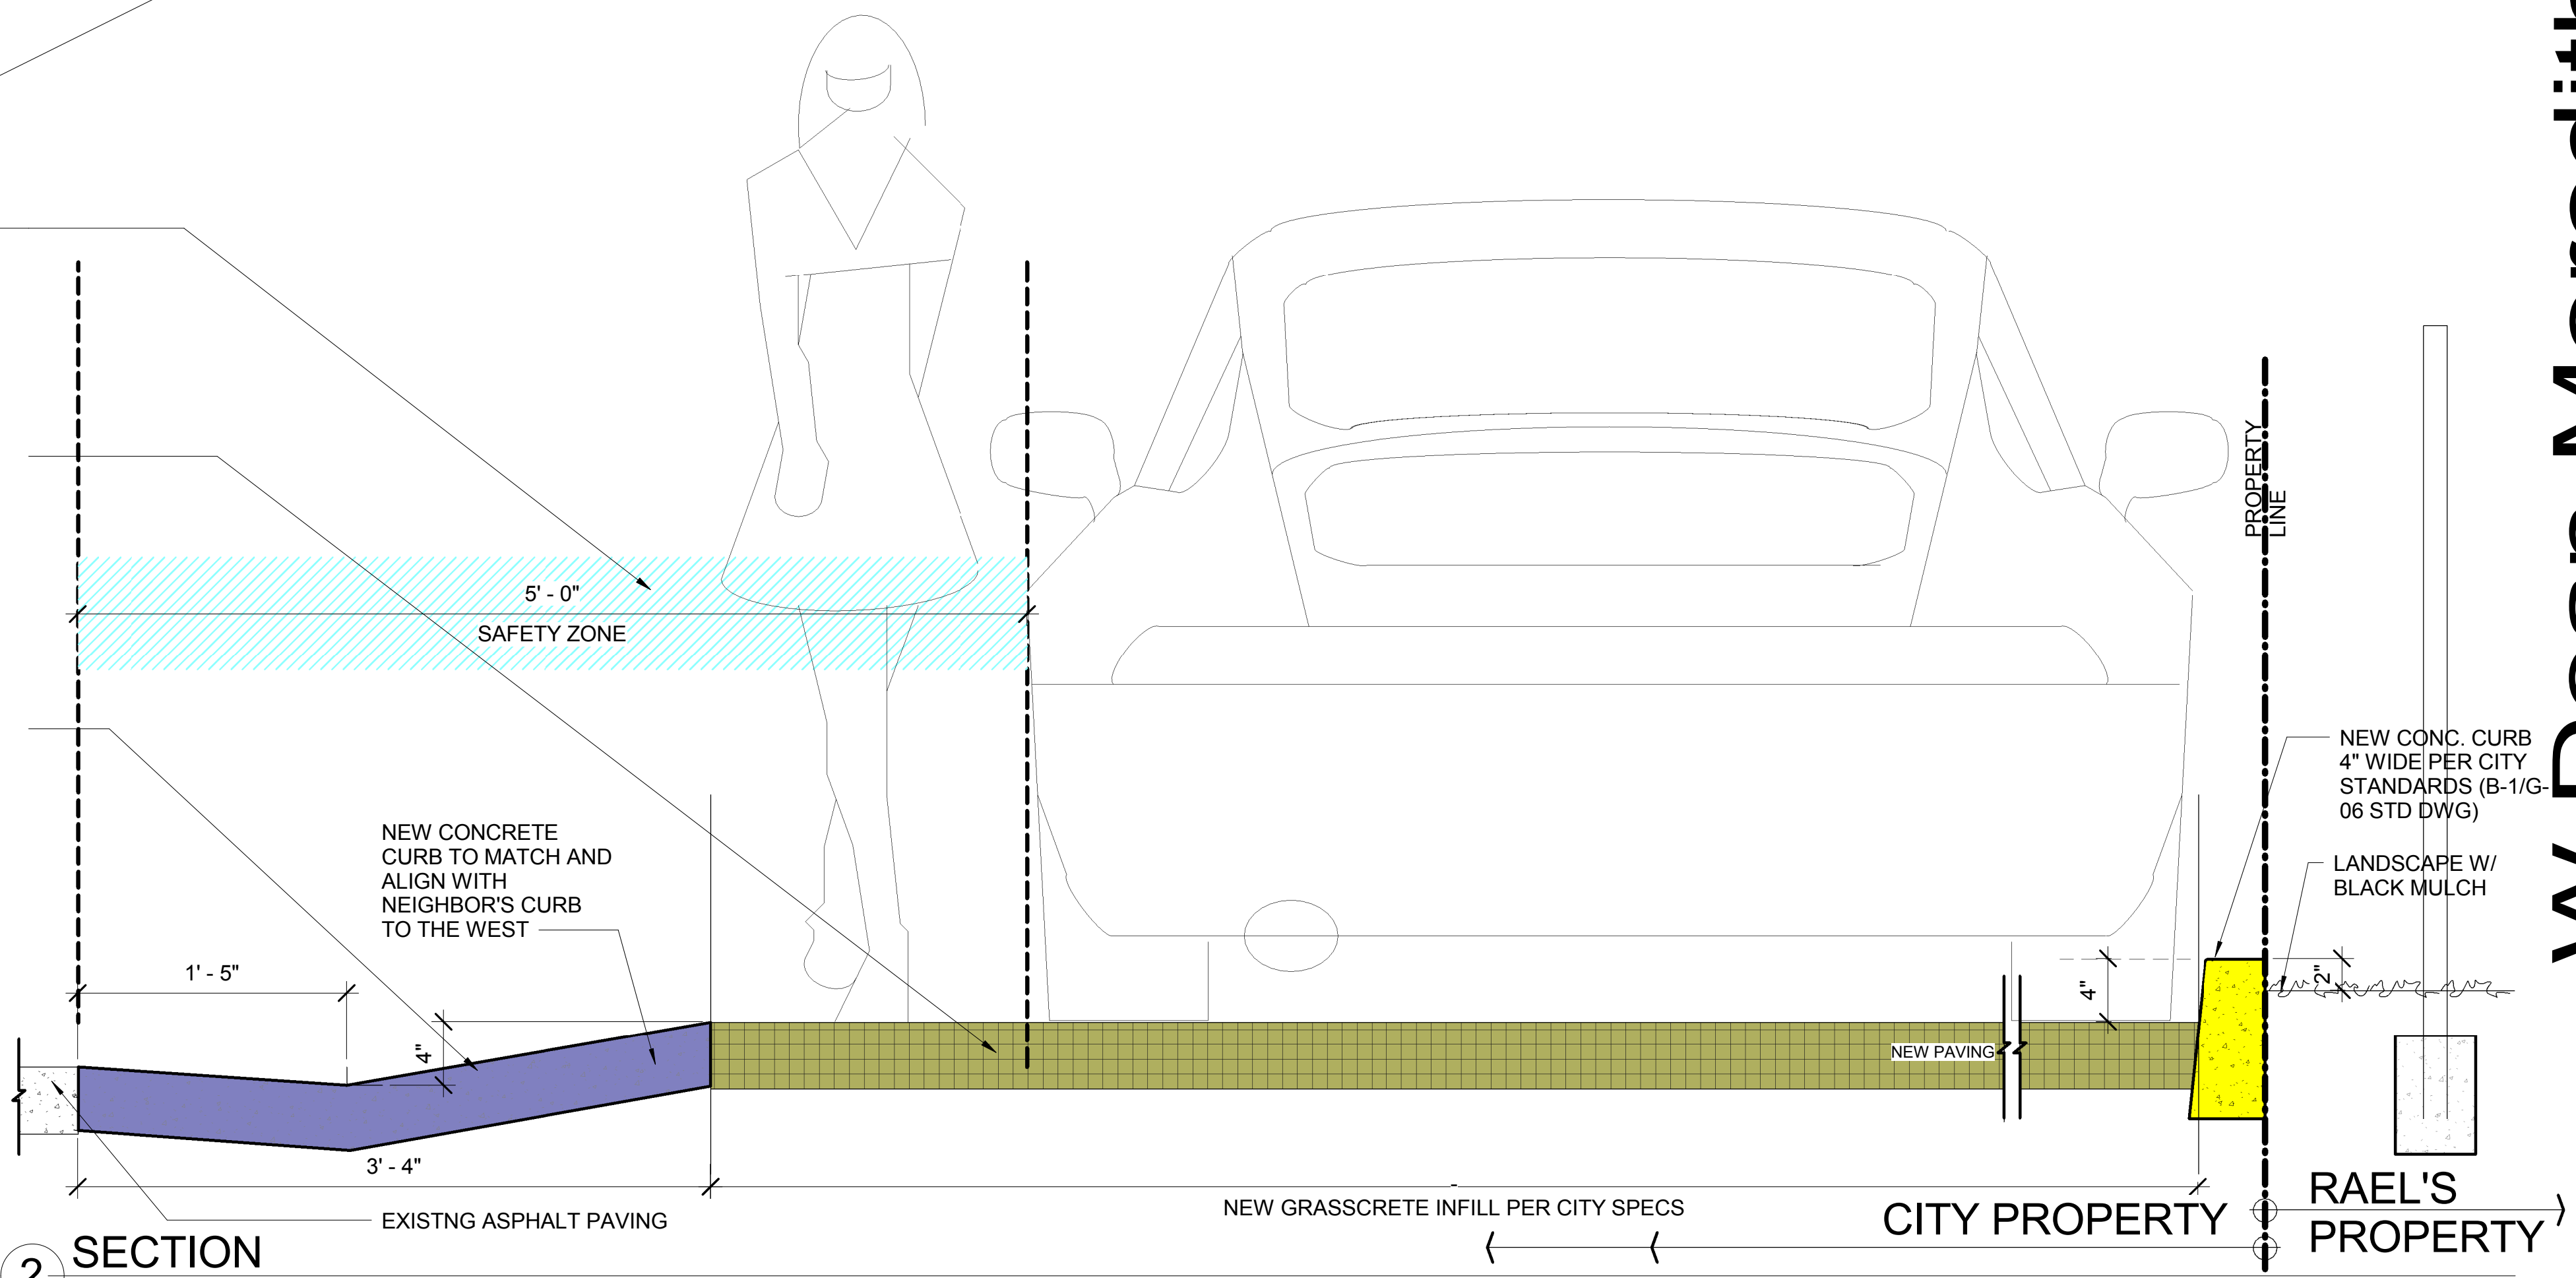 5' - 0"
SAFETY ZONE
PROPERTY
LINE
NEW CONC. CURB
4" WIDE PER CITY
STANDARDS (B-1/G-
06 STD DWG)
LANDSCAPE W/
BLACK MULCH
NEW CONCRETE
CURB TO MATCH AND
ALIGN WITH
NEIGHBOR'S CURB
TO THE WEST
1' - 5"
4"
4"
2"
NEW PAVING
3' - 4"
EXISTNG ASPHALT PAVING
NEW GRASSCRETE INFILL PER CITY SPECS
CITY PROPERTY
RAEL'S
PROPERTY
2
SECTION